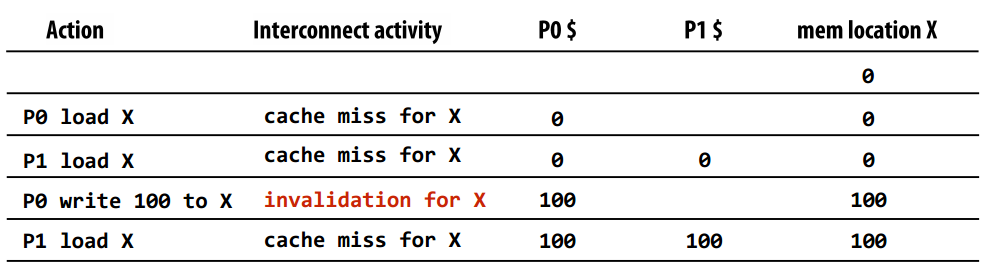 Action Interconnect activity P0 $ P1 $ mem location X
0
P0 load X cache miss for X 0 0
P1 load X cache miss for X 0 0 0
P0 write 100 to X invalidation for X 100 100
P1 load X cache miss for X 100 100 100